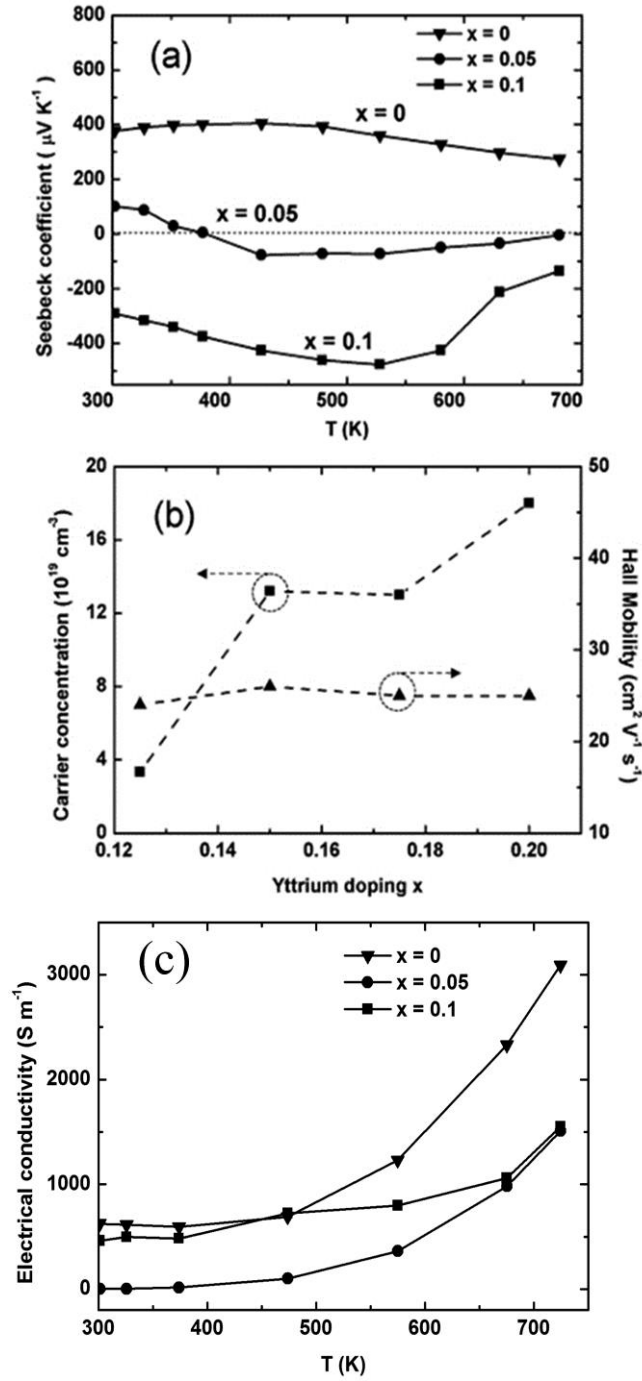 (a)
x = 0
x = 0.05
x = 0.1
800
600
400
200
0
-200
-400
x = 0
x = 0.05
x = 0.1
Seebeck coefficient ( μV K⁻¹)
300
400
500
600
700
T (K)
(b)
20
16
12
8
4
0
50
40
30
20
10
Carrier concentration (10¹⁹ cm⁻³)
Hall Mobility (cm² V⁻¹ s⁻¹)
0.12
0.14
0.16
0.18
0.20
Yttrium doping x
(c)
x = 0
x = 0.05
x = 0.1
3000
2000
1000
0
Electrical conductivity (S m⁻¹)
300
400
500
600
700
T (K)